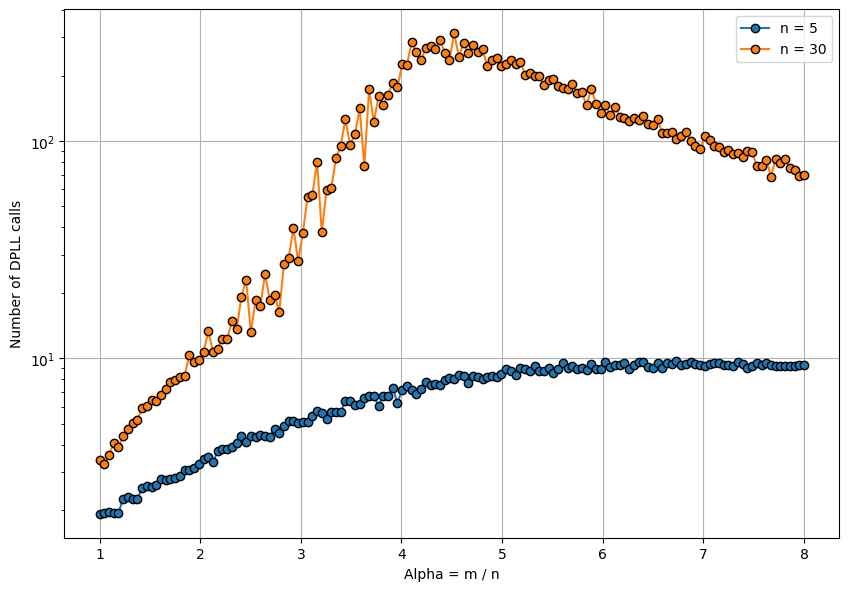 n = 5
n = 30
10²
10¹
Number of DPLL calls
1 2 3 4 5 6 7 8
Alpha = m / n